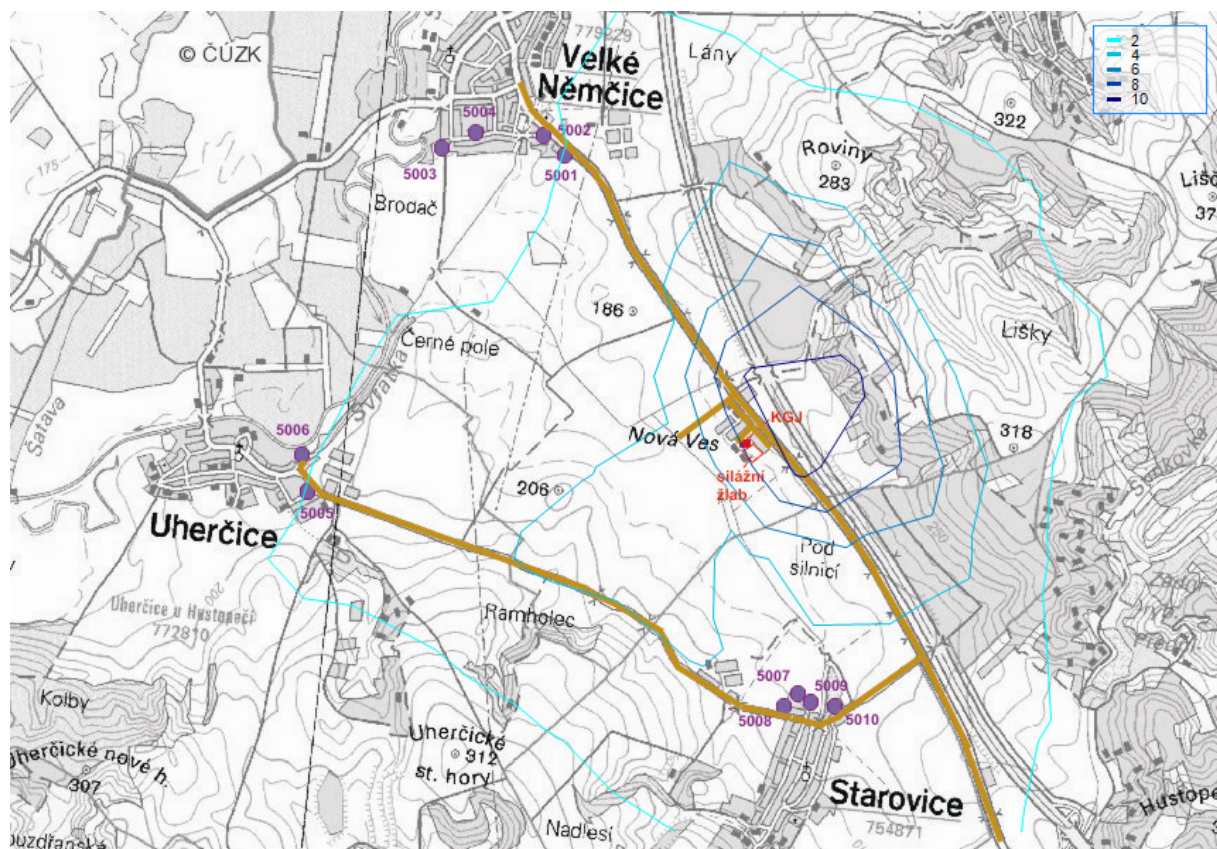 © ČÚZK
779229
Velké
Němčice
Lány
2
4
6
8
10
322
5004
5002
5003
5001
175
Brodač
Roviny
283
Lišč
37
186
Černé pole
Svratka
Šatava
Lišky
5006
Nová Ves
KGJ
silážní
žlab
318
206
5005
Uherčice
Pod
silnicí
250
200
Uherčice u Hustopečí
772810
Ramholec
Kolby
5007
5009
5008
5010
Uherčické nové h.
307
Uherčické
312
st. hory
Starovice
754871
Nadlesí
Hustope
ouzdřanské